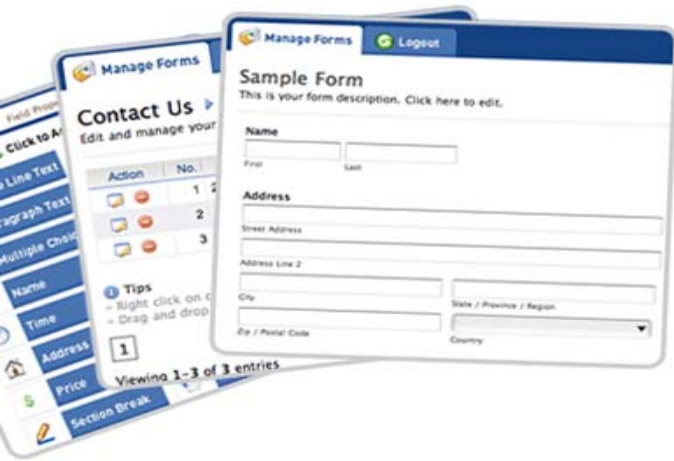 Manage Forms
Logout
Sample Form
This is your form description. Click here to edit.
Name
First
Last
Address
Street Address
Address Line 2
City
State / Province / Region
Zip / Postal Code
Country
Manage Forms
Contact Us
Edit and manage your
Action
No.
1 2
2
3
Tips
- Right click on
- Drag and drop
1
Viewing 1-3 of 3 entries
Field
Click to
Line Text
Text
Multiple
Name
Time
Address
Price
Section Break